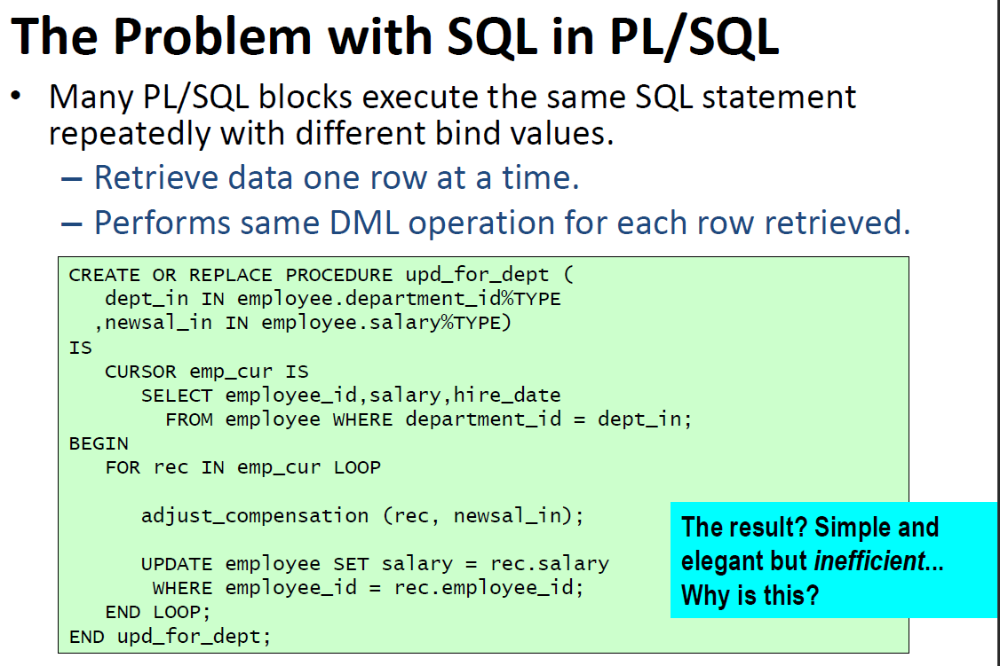 The Problem with SQL in PL/SQL
• Many PL/SQL blocks execute the same SQL statement
repeatedly with different bind values.
– Retrieve data one row at a time.
– Performs same DML operation for each row retrieved.
CREATE OR REPLACE PROCEDURE upd_for_dept (
   dept_in IN employee.department_id%TYPE
  ,newsal_in IN employee.salary%TYPE)
IS
   CURSOR emp_cur IS
      SELECT employee_id,salary,hire_date
        FROM employee WHERE department_id = dept_in;
BEGIN
   FOR rec IN emp_cur LOOP
      adjust_compensation (rec, newsal_in);
      UPDATE employee SET salary = rec.salary
       WHERE employee_id = rec.employee_id;
   END LOOP;
END upd_for_dept;
The result? Simple and
elegant but inefficient...
Why is this?